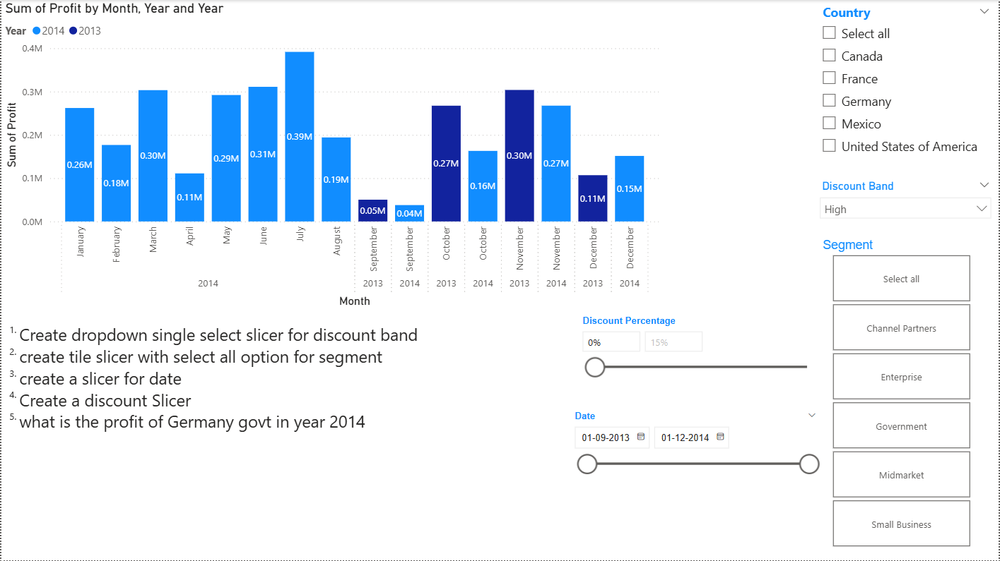 Sum of Profit by Month, Year and Year
Year 2014 2013
Sum of Profit
0.4M
0.3M
0.2M
0.1M
0.0M
0.26M
0.18M
0.30M
0.11M
0.29M
0.31M
0.39M
0.19M
0.05M
0.04M
0.27M
0.16M
0.30M
0.27M
0.11M
0.15M
January
February
March
April
May
June
July
August
September
September
October
October
November
November
December
December
2014
2013
2014
2013
2014
2013
2014
2013
2014
Month
1. Create dropdown single select slicer for discount band
2. create tile slicer with select all option for segment
3. create a slicer for date
4. Create a discount Slicer
5. what is the profit of Germany govt in year 2014
Discount Percentage
0% 15%
Date
01-09-2013 01-12-2014
Country
Select all
Canada
France
Germany
Mexico
United States of America
Discount Band
High
Segment
Select all
Channel Partners
Enterprise
Government
Midmarket
Small Business